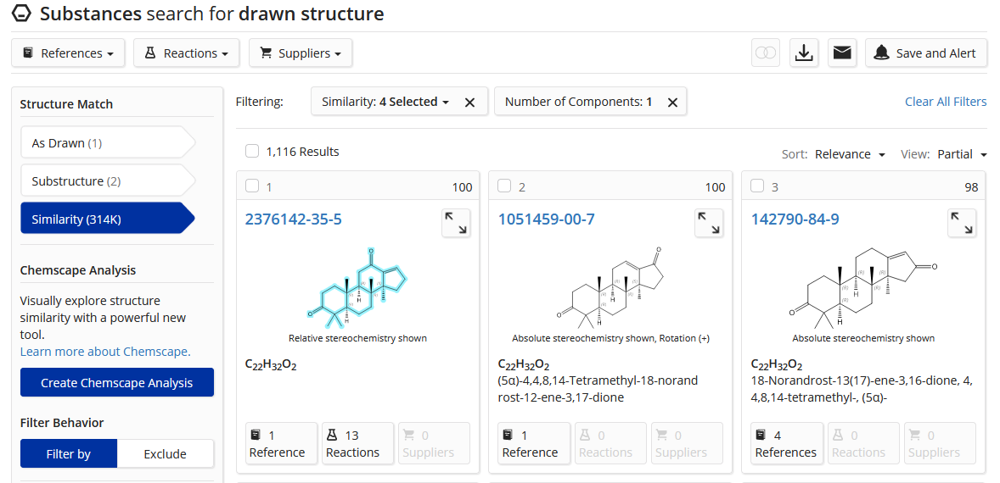 Substances search for drawn structure
References
Reactions
Suppliers
Save and Alert
Structure Match
As Drawn (1)
Substructure (2)
Similarity (314K)
Chemscape Analysis
Visually explore structure
similarity with a powerful new
tool.
Learn more about Chemscape.
Create Chemscape Analysis
Filter Behavior
Filter by
Exclude
Filtering:
Similarity: 4 Selected
Number of Components: 1
Clear All Filters
1,116 Results
Sort: Relevance
View: Partial
1
100
2376142-35-5
O
O
H
H
Relative stereochemistry shown
C₂₂H₃₂O₂
1
Reference
13
Reactions
0
Suppliers
2
100
1051459-00-7
O
O
H
H
Absolute stereochemistry shown, Rotation (+)
C₂₂H₃₂O₂
(5α)-4,4,8,14-Tetramethyl-18-norand
rost-12-ene-3,17-dione
1
Reference
0
Reactions
0
Suppliers
3
98
142790-84-9
O
O
H
H
(R)
(R)
(R)
(R)
Absolute stereochemistry shown
C₂₂H₃₂O₂
18-Norandrost-13(17)-ene-3,16-dione, 4,
4,8,14-tetramethyl-, (5α)-
4
References
0
Reactions
0
Suppliers